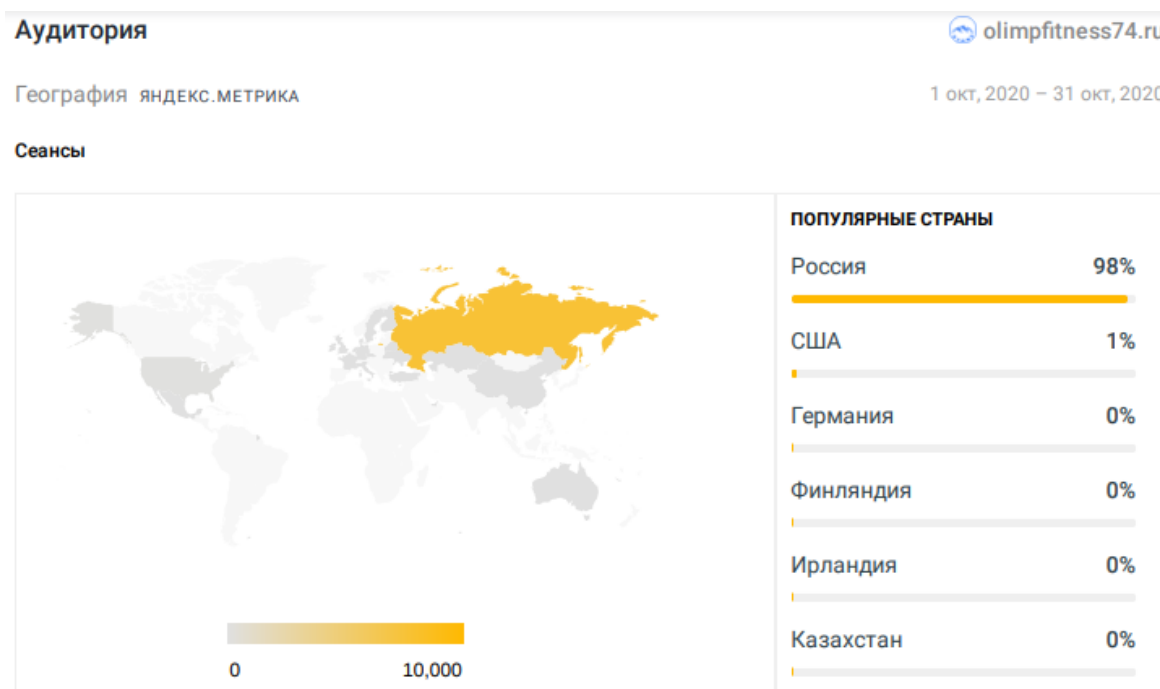 Аудитория
olimpfitness74.ru
География ЯНДЕКС.МЕТРИКА
1 окт, 2020 – 31 окт, 2020
Сеансы
ПОПУЛЯРНЫЕ СТРАНЫ
Россия 98%
США 1%
Германия 0%
Финляндия 0%
Ирландия 0%
Казахстан 0%
0 10,000